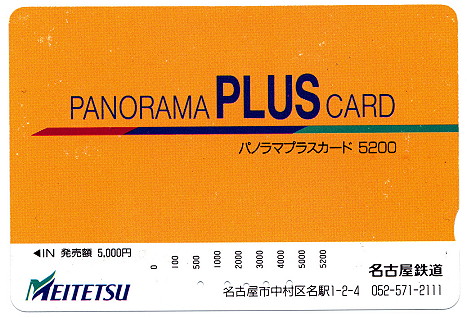 PANORAMA PLUS CARD
パノラマプラスカード 5200
◀IN 発売額 5,000円
0 100 500 1000 2000 3000 4000 5000 5200
MEITETSU
名古屋鉄道
名古屋市中村区名駅1-2-4 052-571-2111